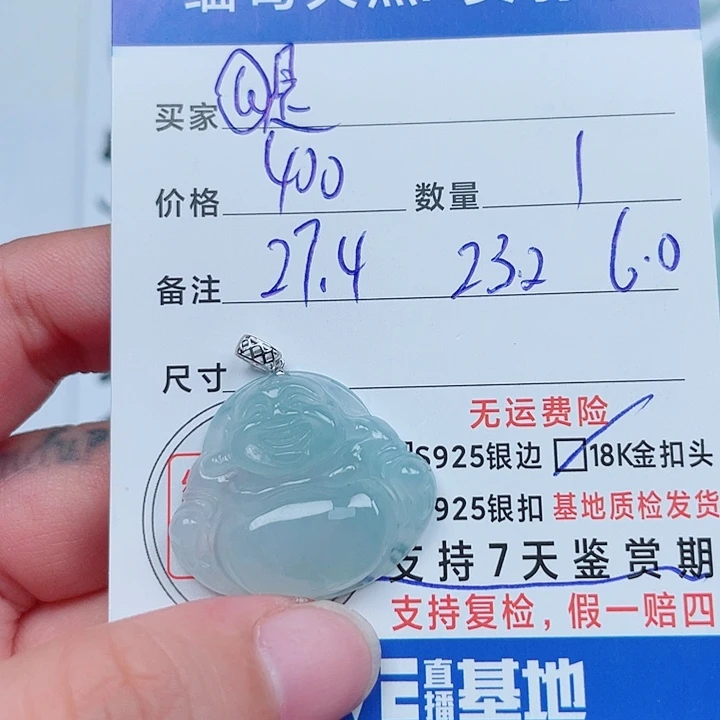 买家
价格 400 数量 1
备注 27.4 23.2 6.0
尺寸
无运费险
S925银边 18K金扣头
925银扣 基地质检发货
支持7天鉴赏期
支持复检，假一赔四
直播基地